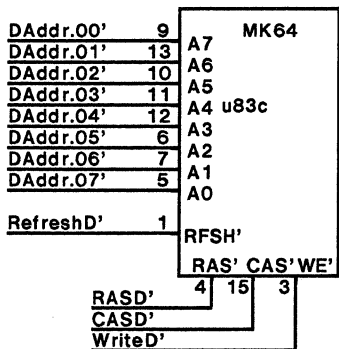 MK64
DAddr.00' 9 A7
DAddr.01' 13 A6
DAddr.02' 10 A5
DAddr.03' 11 A4 u83c
DAddr.04' 12 A3
DAddr.05' 6 A2
DAddr.06' 7 A1
DAddr.07' 5 A0
RefreshD' 1 RFSH'
RAS' CAS' WE'
4 15 3
RASD'
CASD'
WriteD'